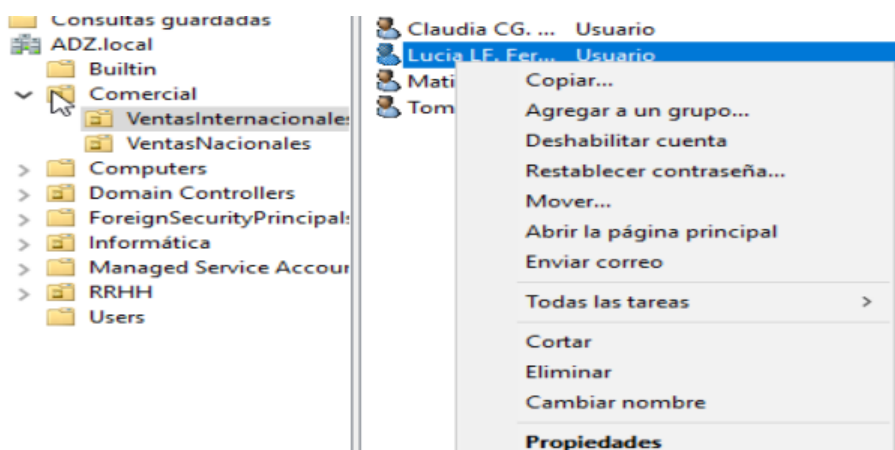 Consultas guardadas
ADZ.local
Builtin
Comercial
VentasInternacionales
VentasNacionales
Computers
Domain Controllers
ForeignSecurityPrincipals
Informática
Managed Service Accour
RRHH
Users
Claudia CG. ... Usuario
Lucia LF. Fer... Usuario
Mati
Tom
Copiar...
Agregar a un grupo...
Deshabilitar cuenta
Restablecer contraseña...
Mover...
Abrir la página principal
Enviar correo
Todas las tareas >
Cortar
Eliminar
Cambiar nombre
Propiedades